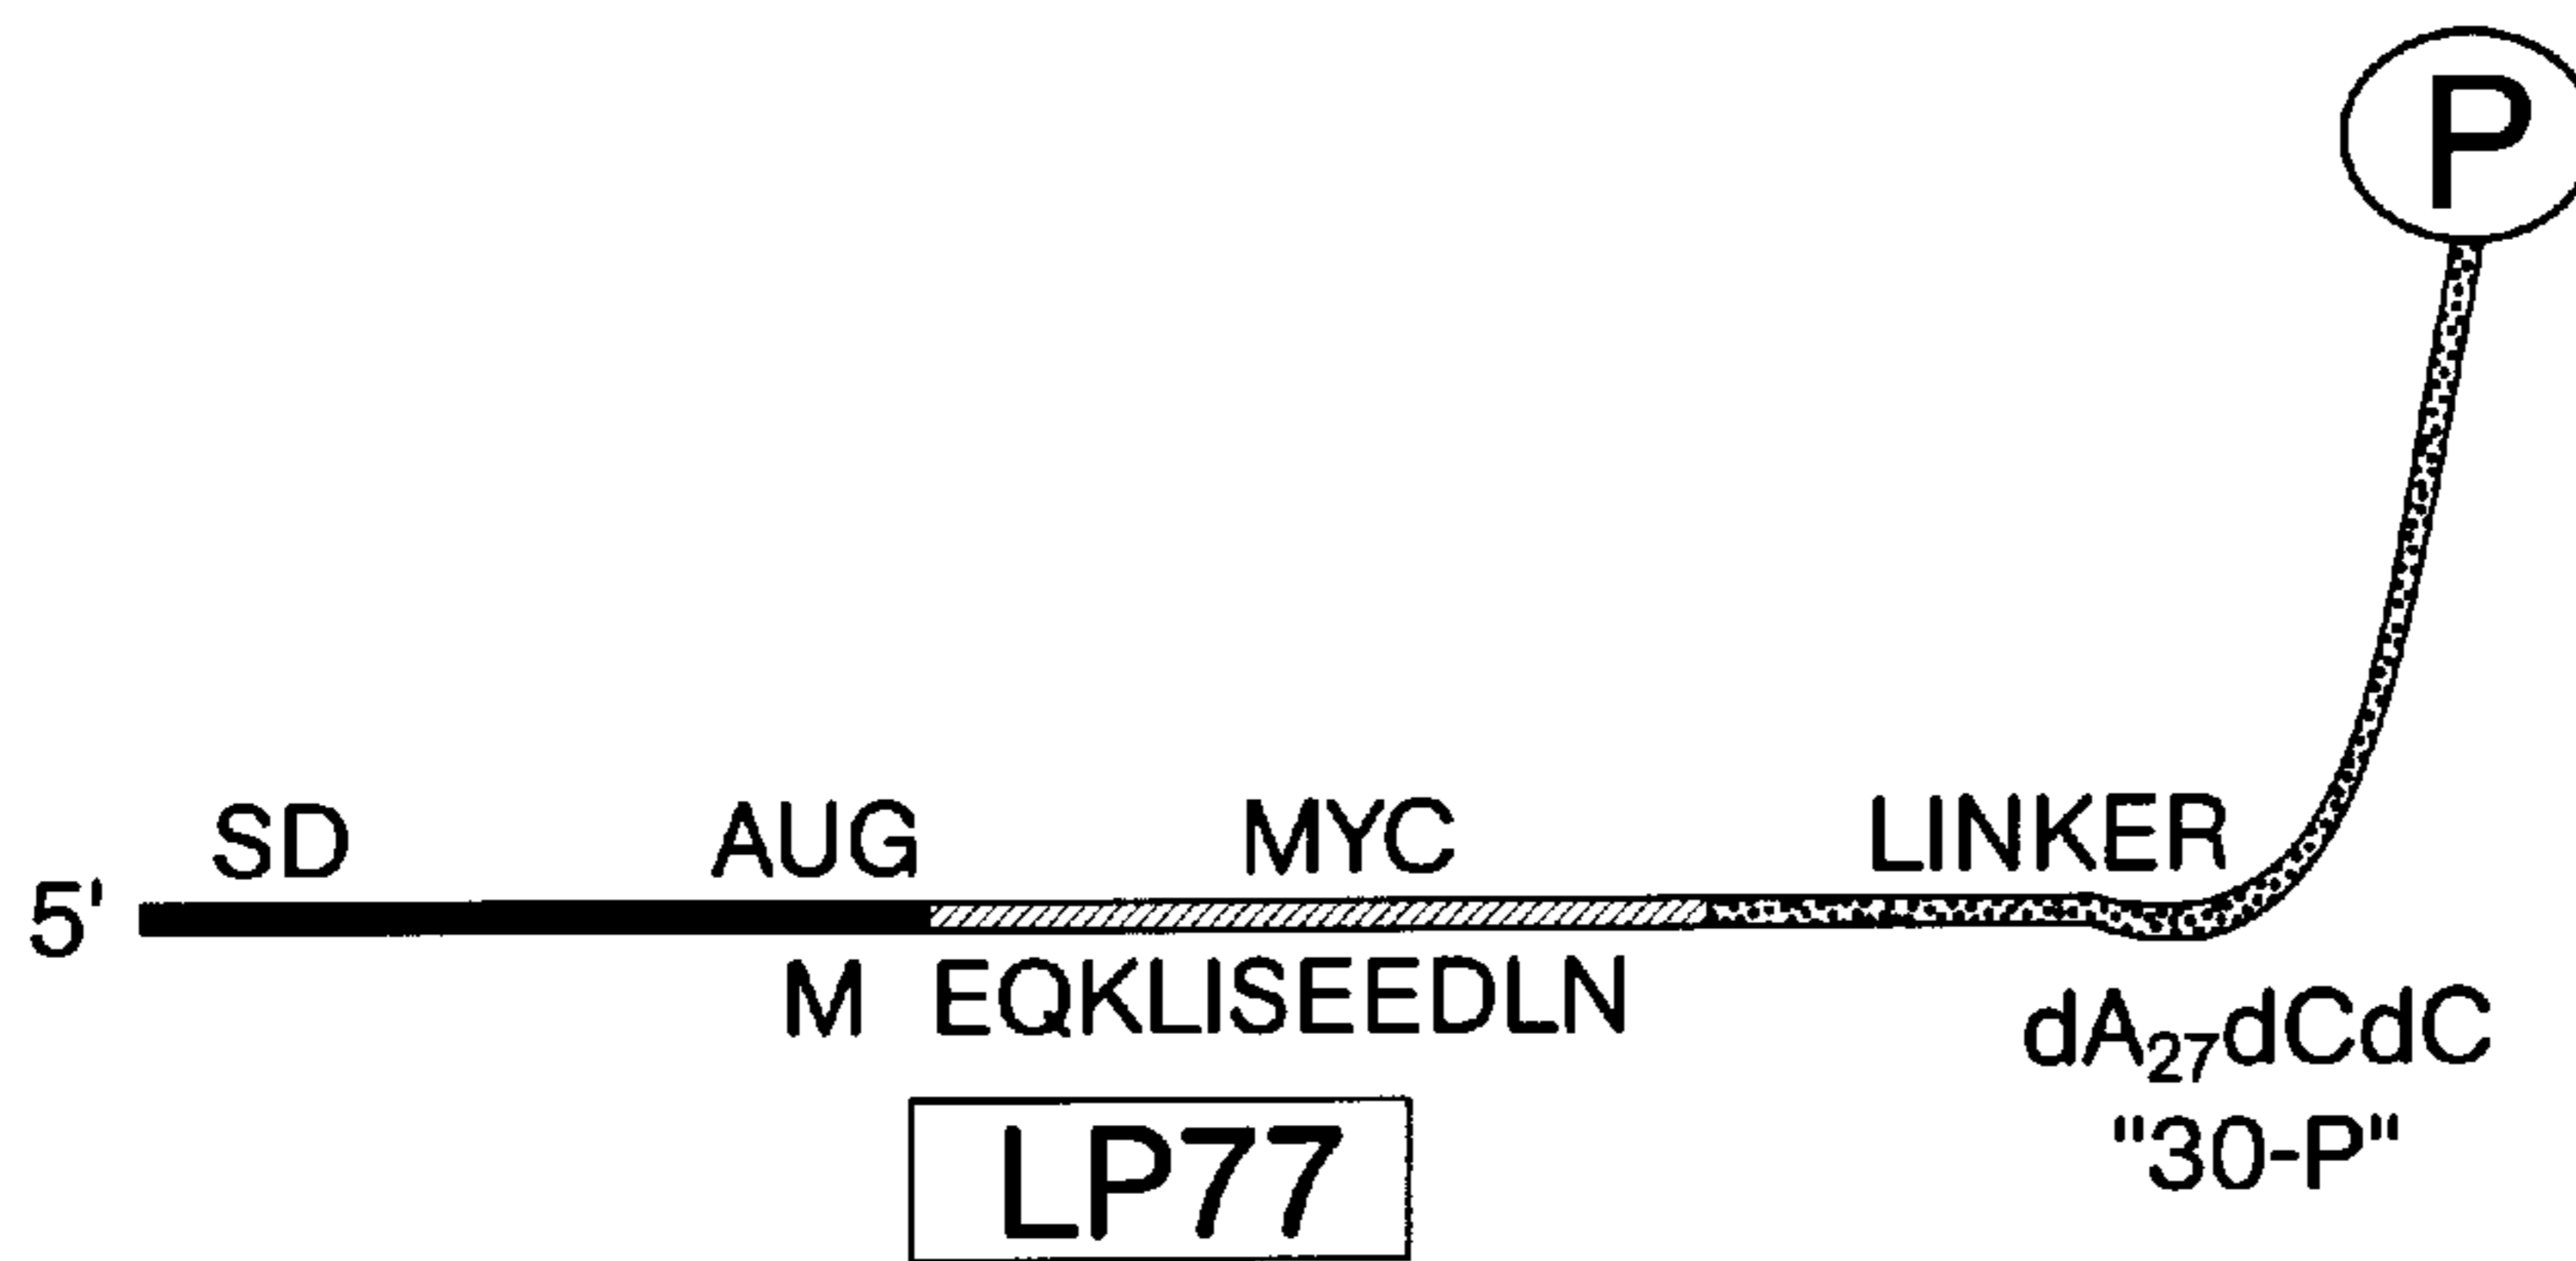 P
SD AUG MYC LINKER
5'
M EQKLISEEDLN
dA₂₇dCdC
"30-P"
LP77